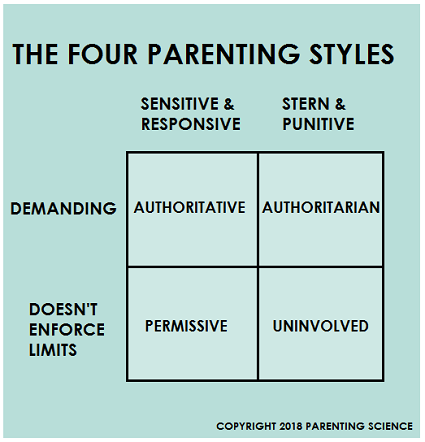 THE FOUR PARENTING STYLES
SENSITIVE &
RESPONSIVE
STERN &
PUNITIVE
DEMANDING
AUTHORITATIVE
AUTHORITARIAN
DOESN'T
ENFORCE
LIMITS
PERMISSIVE
UNINVOLVED
COPYRIGHT 2018 PARENTING SCIENCE